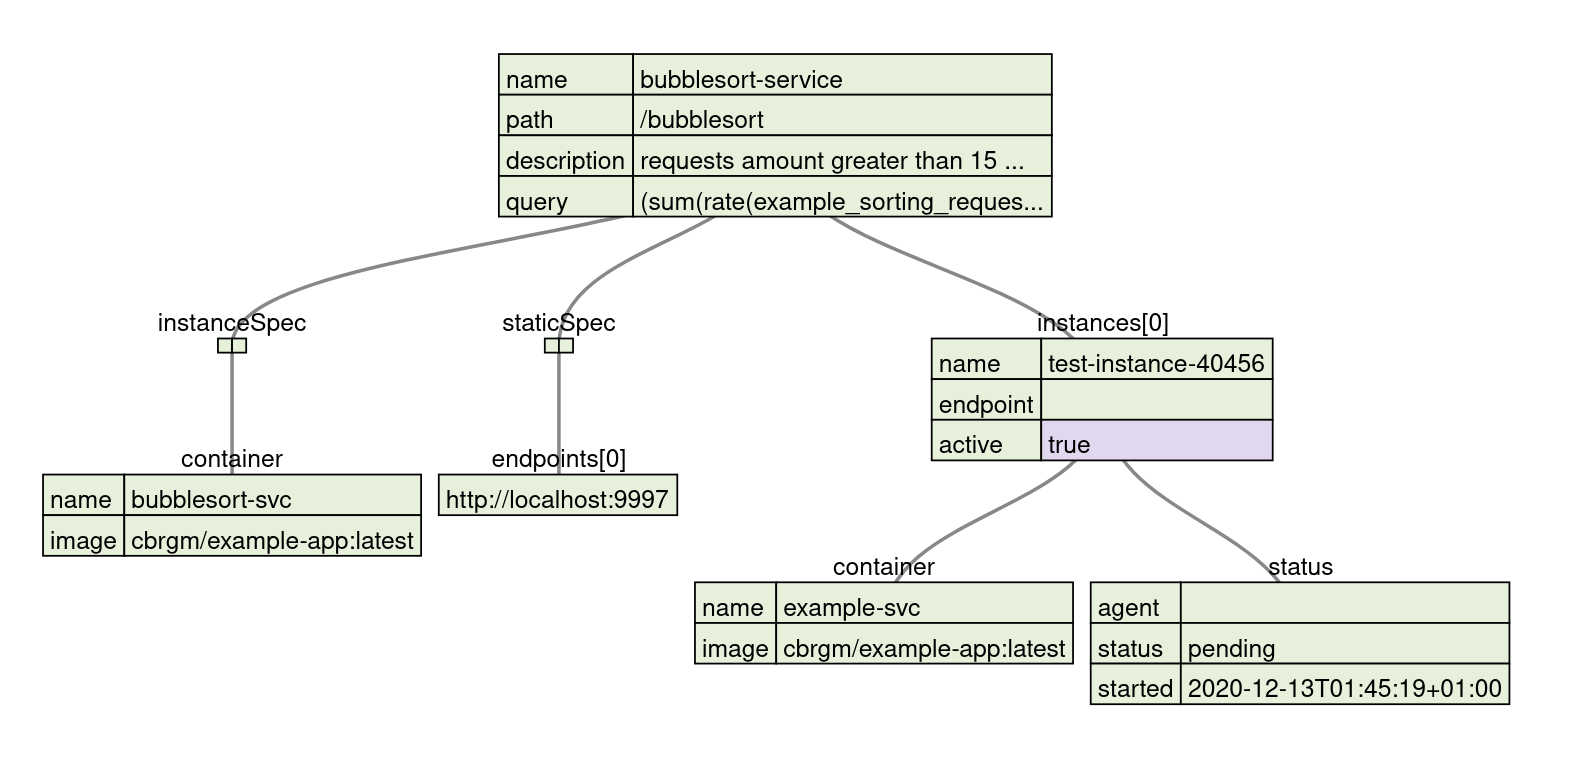 name bubblesort-service
path /bubblesort
description requests amount greater than 15 ...
query (sum(rate(example_sorting_reques...
instanceSpec
staticSpec
instances[0]
name test-instance-40456
endpoint
active true
container
name bubblesort-svc
image cbrgm/example-app:latest
endpoints[0]
http://localhost:9997
container
name example-svc
image cbrgm/example-app:latest
status
agent
status pending
started 2020-12-13T01:45:19+01:00